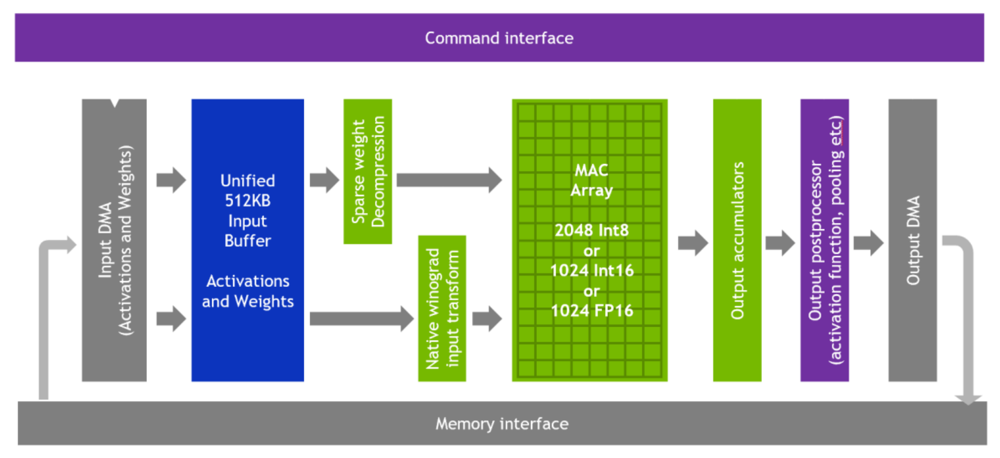 Command interface
Input DMA
(Activations and Weights)
Unified
512KB
Input
Buffer
Activations
and Weights
Sparse weight
Decompression
Native winograd
input transform
MAC
Array
2048 Int8
or
1024 Int16
or
1024 FP16
Output accumulators
Output postprocessor
(activation function, pooling etc)
Output DMA
Memory interface